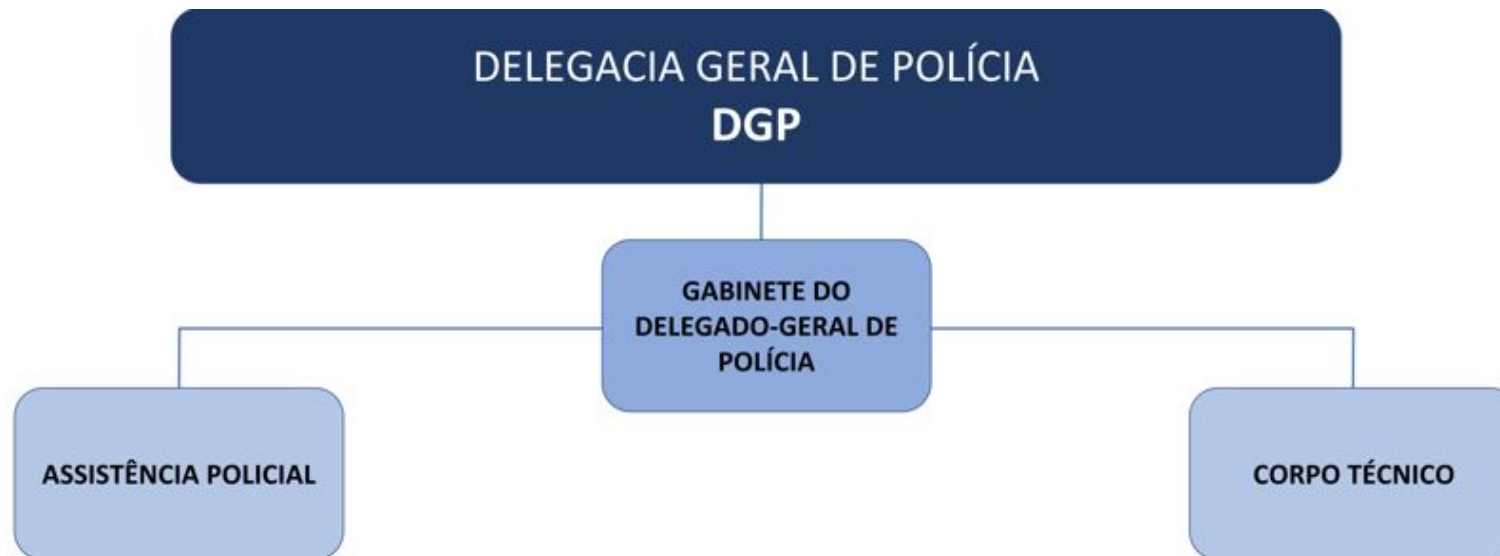 DELEGACIA GERAL DE POLÍCIA
DGP
GABINETE DO
DELEGADO-GERAL DE
POLÍCIA
ASSISTÊNCIA POLICIAL
CORPO TÉCNICO